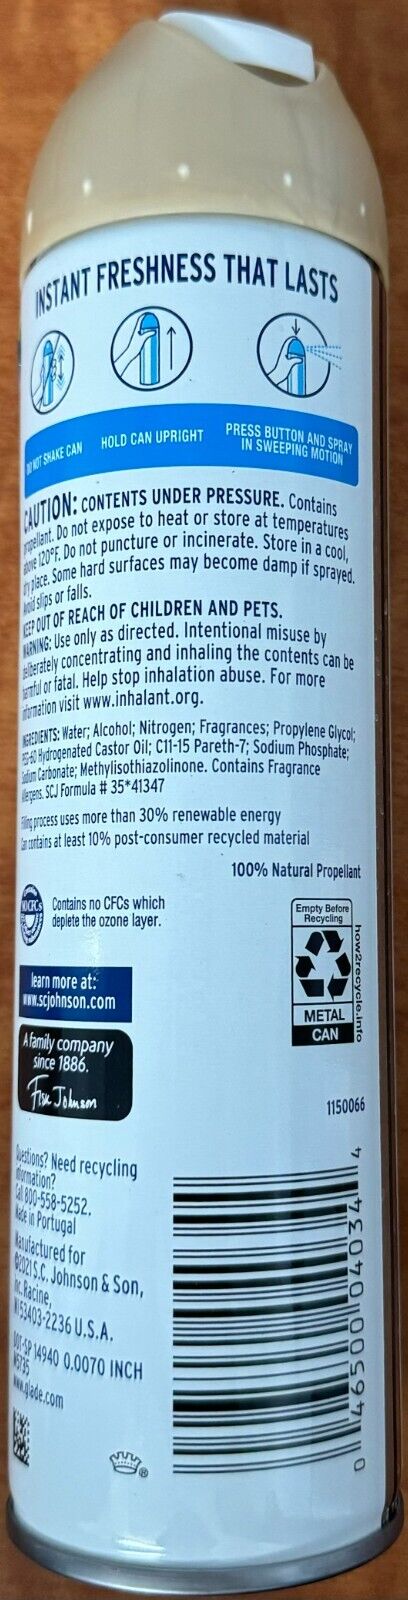 INSTANT FRESHNESS THAT LASTS
DO NOT SHAKE CAN
HOLD CAN UPRIGHT
PRESS BUTTON AND SPRAY
IN SWEEPING MOTION
CAUTION: CONTENTS UNDER PRESSURE. Contains
propellant. Do not expose to heat or store at temperatures
above 120°F. Do not puncture or incinerate. Store in a cool,
dry place. Some hard surfaces may become damp if sprayed.
Avoid slips or falls.
KEEP OUT OF REACH OF CHILDREN AND PETS.
WARNING: Use only as directed. Intentional misuse by
deliberately concentrating and inhaling the contents can be
harmful or fatal. Help stop inhalation abuse. For more
information visit www.inhalant.org.
INGREDIENTS: Water; Alcohol; Nitrogen; Fragrances; Propylene Glycol;
PEG-60 Hydrogenated Castor Oil; C11-15 Pareth-7; Sodium Phosphate;
Sodium Carbonate; Methylisothiazolinone. Contains Fragrance
Allergens. SCJ Formula # 35*41347
Filling process uses more than 30% renewable energy
Can contains at least 10% post-consumer recycled material
100% Natural Propellant
NO CFCs
Contains no CFCs which
deplete the ozone layer.
Empty Before
Recycling
METAL
CAN
how2recycle.info
learn more at:
www.scjohnson.com
A family company
since 1886.
Fisk Johnson
1150066
Questions? Need recycling
information?
Call 800-558-5252.
Made in Portugal
Manufactured for
©2021 S.C. Johnson & Son,
Inc. Racine,
WI 53403-2236 U.S.A.
DOT-SP 14940 0.0070 INCH
M5735
www.glade.com
®
0 46500 04034 4